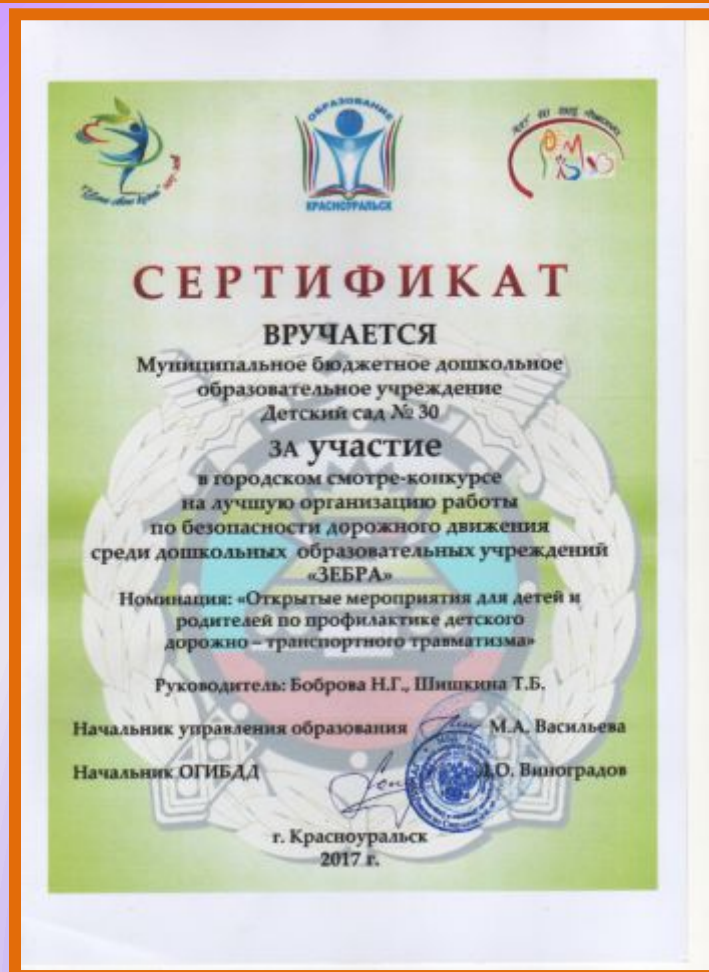 ОБРАЗОВАНИЕ
КРАСНОУРАЛЬСК
СЕРТИФИКАТ
ВРУЧАЕТСЯ
Муниципальное бюджетное дошкольное
образовательное учреждение
Детский сад № 30
ЗА участие
в городском смотре-конкурсе
на лучшую организацию работы
по безопасности дорожного движения
среди дошкольных образовательных учреждений
«ЗЕБРА»
Номинация: «Открытые мероприятия для детей и
родителей по профилактике детского
дорожно – транспортного травматизма»
Руководитель: Боброва Н.Г., Шишкина Т.Б.
Начальник управления образования М.А. Васильева
Начальник ОГИБДД .О. Виноградов
г. Красноуральск
2017 г.